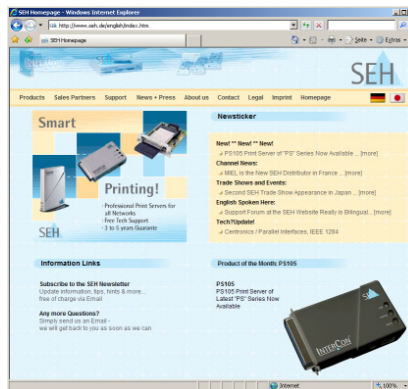 SEH Homepage - Windows Internet Explorer
http://www.seh.de/english/index.htm
SEH Homepage
Seite
Extras
SEH
Products Sales Partners Support News + Press About us Contact Legal Imprint Homepage
Smart
Printing!
- Professional Print Servers for
all Networks
- Free Tech Support
- 3 to 5 years Guarante
SEH
Newsticker
New! ** New! ** New!
PS105 Print Server of "PS" Series Now Available ... [more]
Channel News:
MIEL is the New SEH Distributor in France ... [more]
Trade Shows and Events:
Second SEH Trade Show Appearance in Japan ... [more]
English Spoken Here:
Support Forum at the SEH Website Really is Bilingual... [more]
Tech?Update!
Centronics / Parallel Interfaces, IEEE 1284
Information Links
Subscribe to the SEH Newsletter
Update information, tips, hints & more...
free of charge via Email
Any more Questions?
Simply send us an Email -
we will get back to you as soon as we can
Product of the Month: PS105
PS105
PS105 Print Server of
Latest "PS" Series Now
Available
SEH
INTERCON
Internet
100%